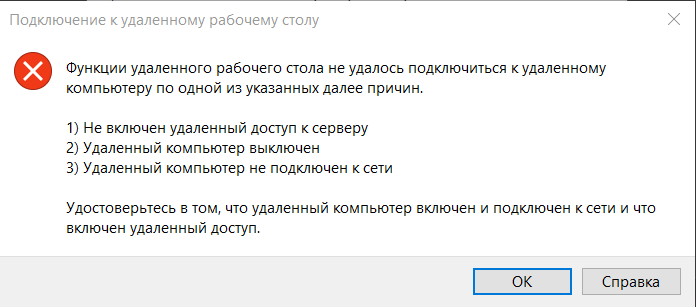 Подключение к удаленному рабочему столу
Функции удаленного рабочего стола не удалось подключиться к удаленному
компьютеру по одной из указанных далее причин.
1) Не включен удаленный доступ к серверу
2) Удаленный компьютер выключен
3) Удаленный компьютер не подключен к сети
Удостоверьтесь в том, что удаленный компьютер включен и подключен к сети и что
включен удаленный доступ.
ОК
Справка